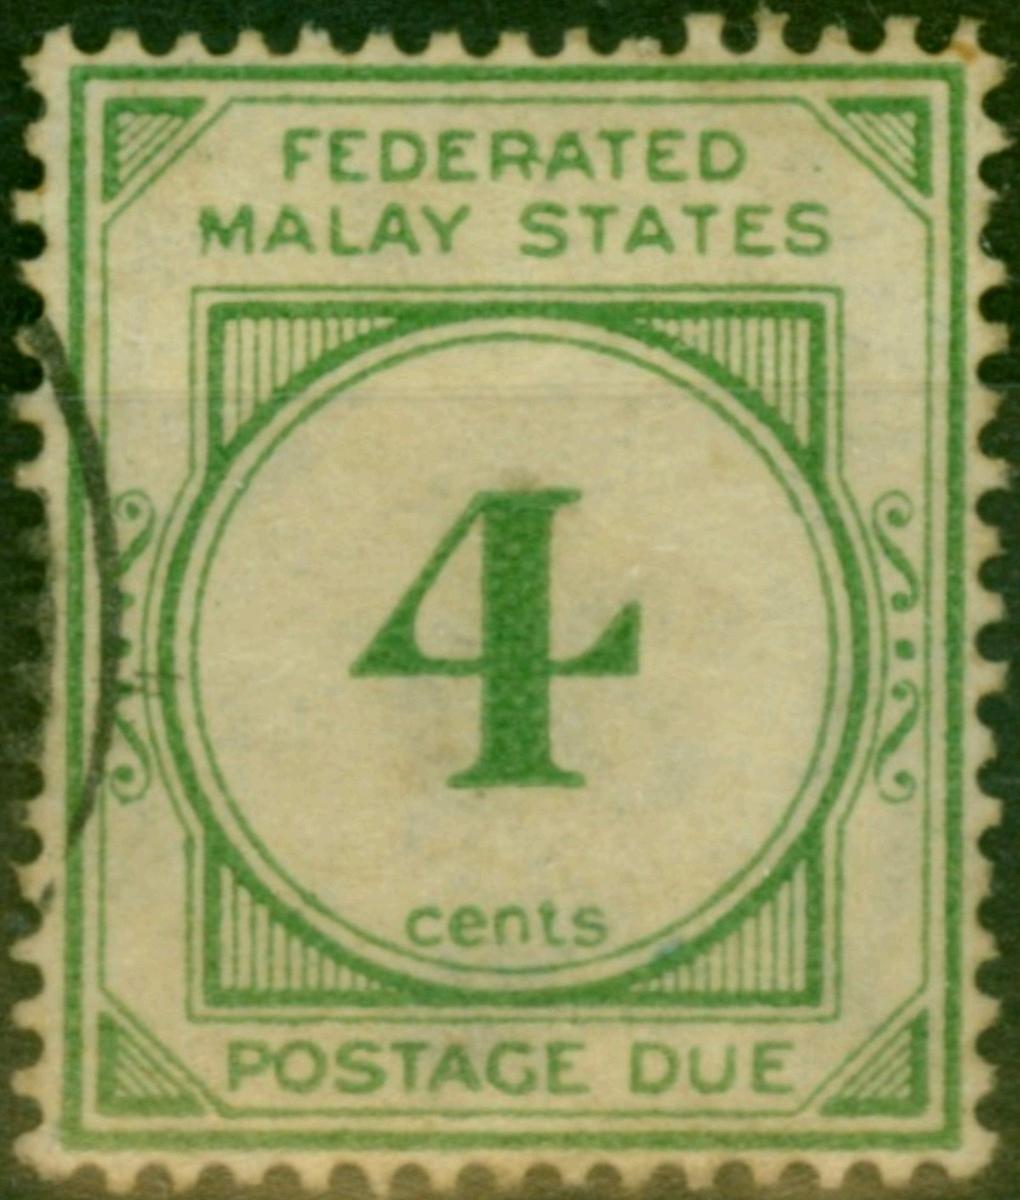 FEDERATED
MALAY STATES
4
cents
POSTAGE DUE